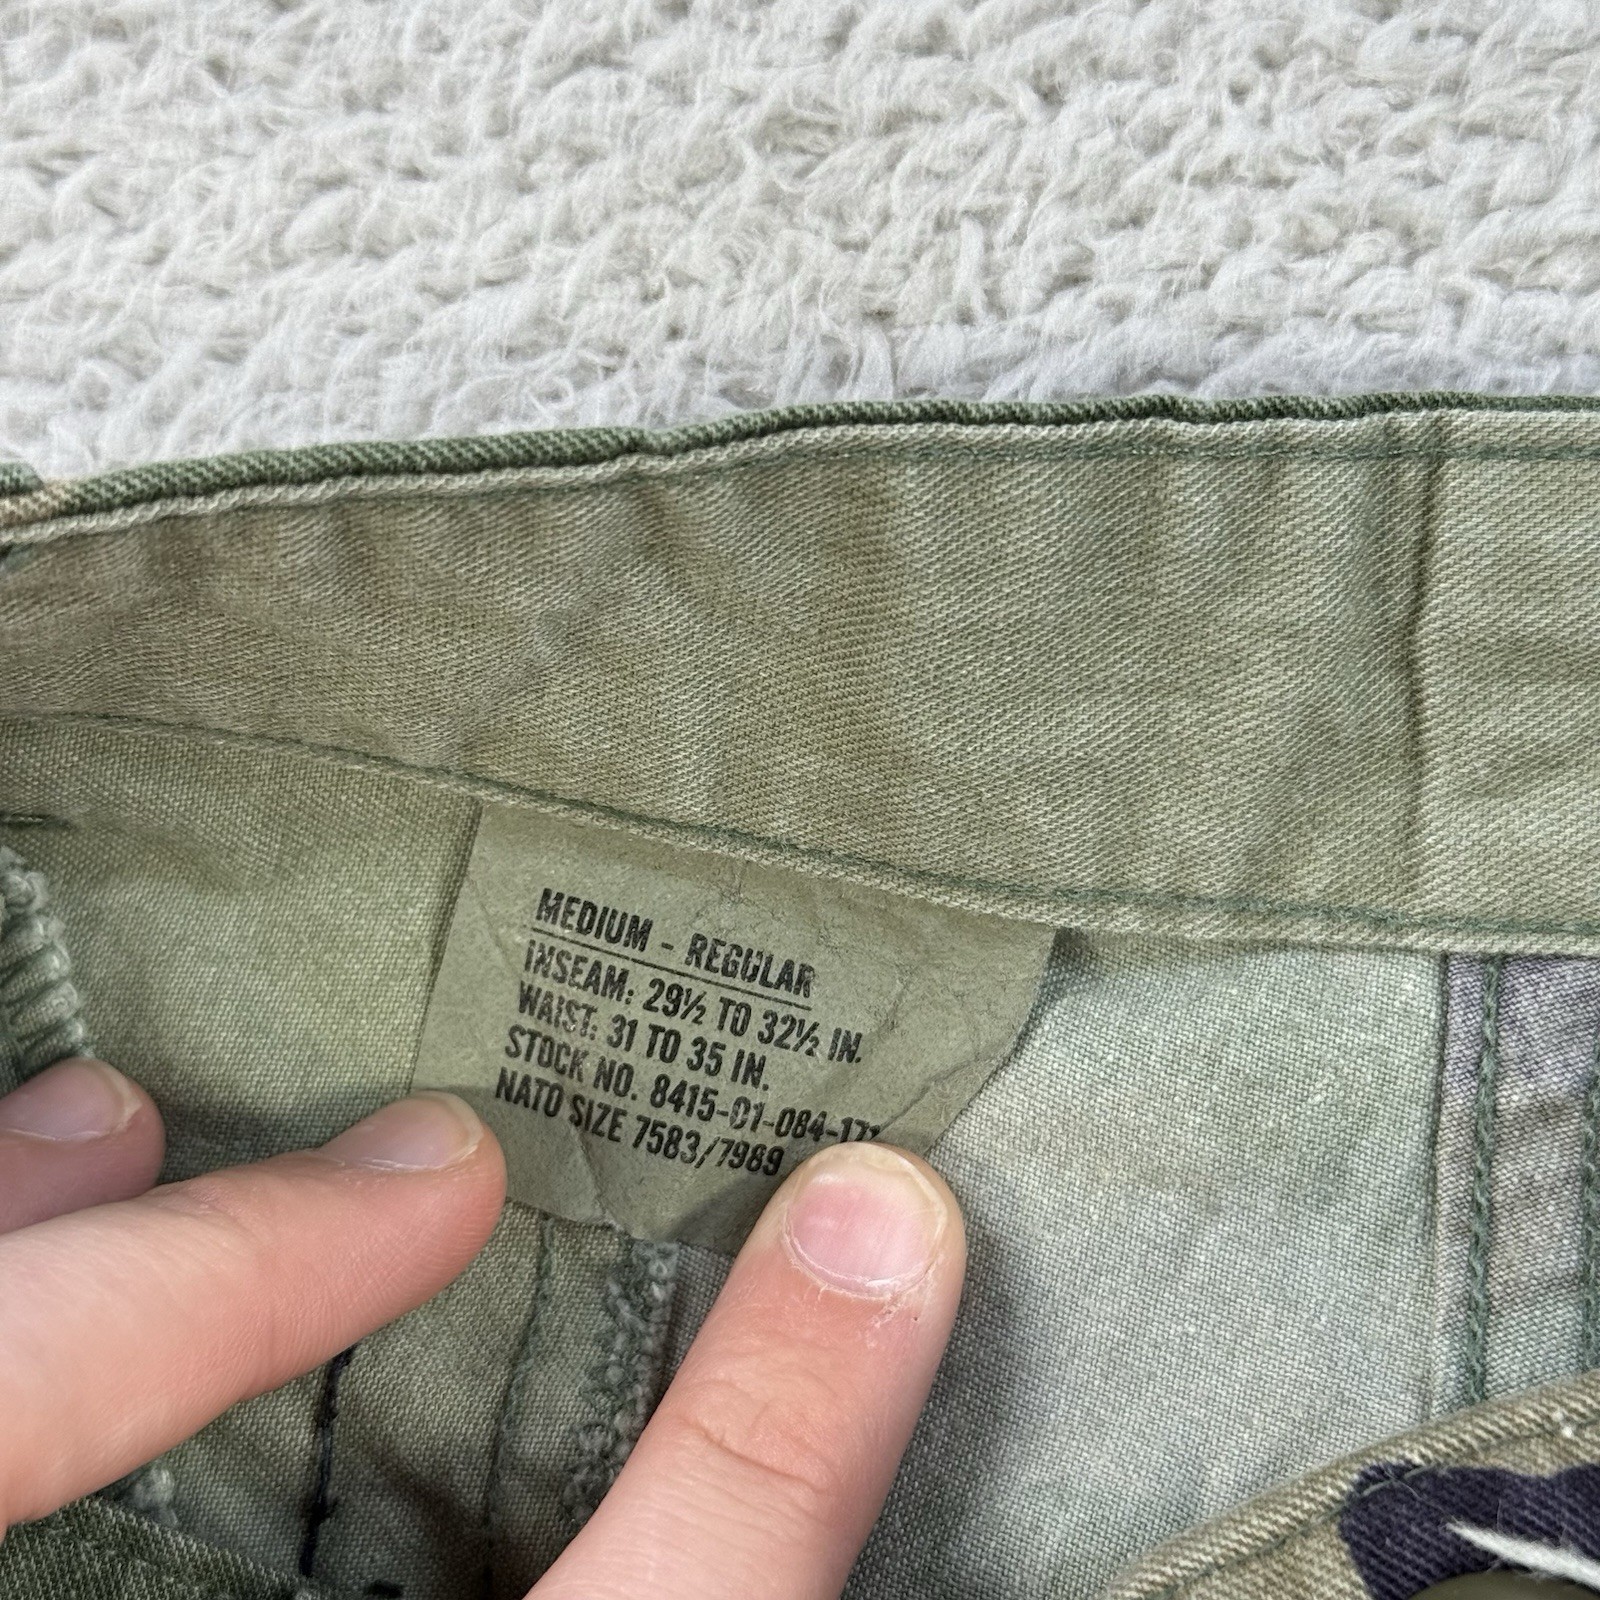 MEDIUM - REGULAR
INSEAM: 29½ TO 32½ IN.
WAIST: 31 TO 35 IN.
STOCK NO. 8415-01-084-171
NATO SIZE 7583/7989